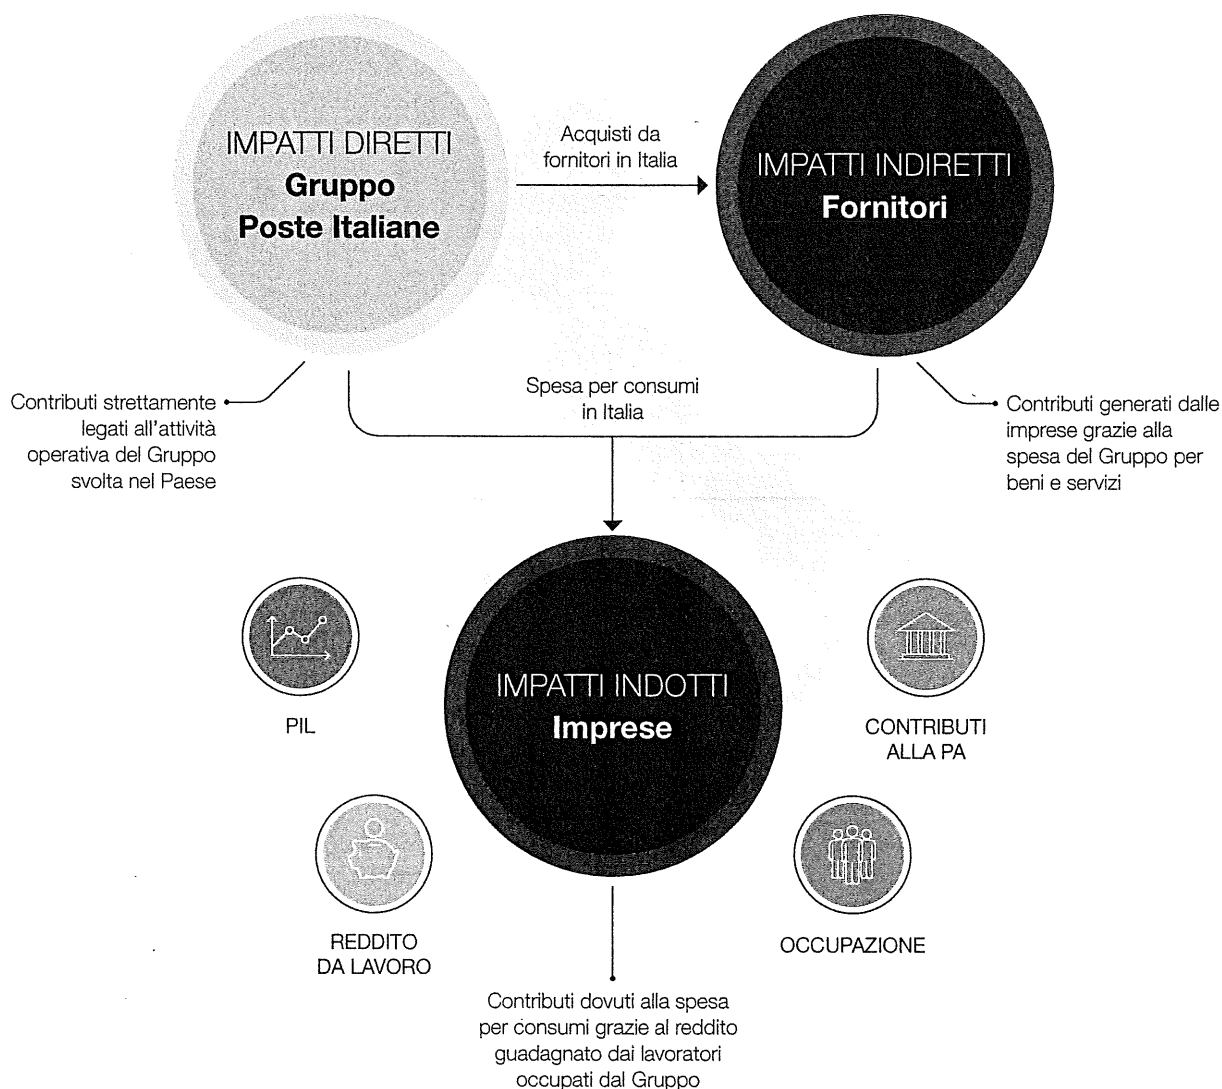 IMPATTI DIRETTI
Gruppo
Poste Italiane
Acquisti da
fornitori in Italia
IMPATTI INDIRETTI
Fornitori
Contributi strettamente
legati all'attività
operativa del Gruppo
svolta nel Paese
Spesa per consumi
in Italia
Contributi generati dalle
imprese grazie alla
spesa del Gruppo per
beni e servizi
IMPATTI INDOTTI
Imprese
PIL
CONTRIBUTI
ALLA PA
REDDITO
DA LAVORO
OCCUPAZIONE
Contributi dovuti alla spesa
per consumi grazie al reddito
guadagnato dai lavoratori
occupati dal Gruppo